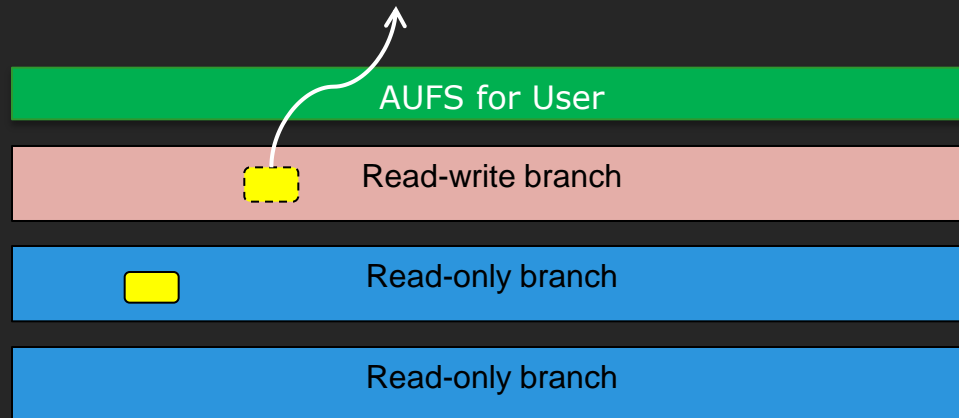 AUFS for User
Read-write branch
Read-only branch
Read-only branch